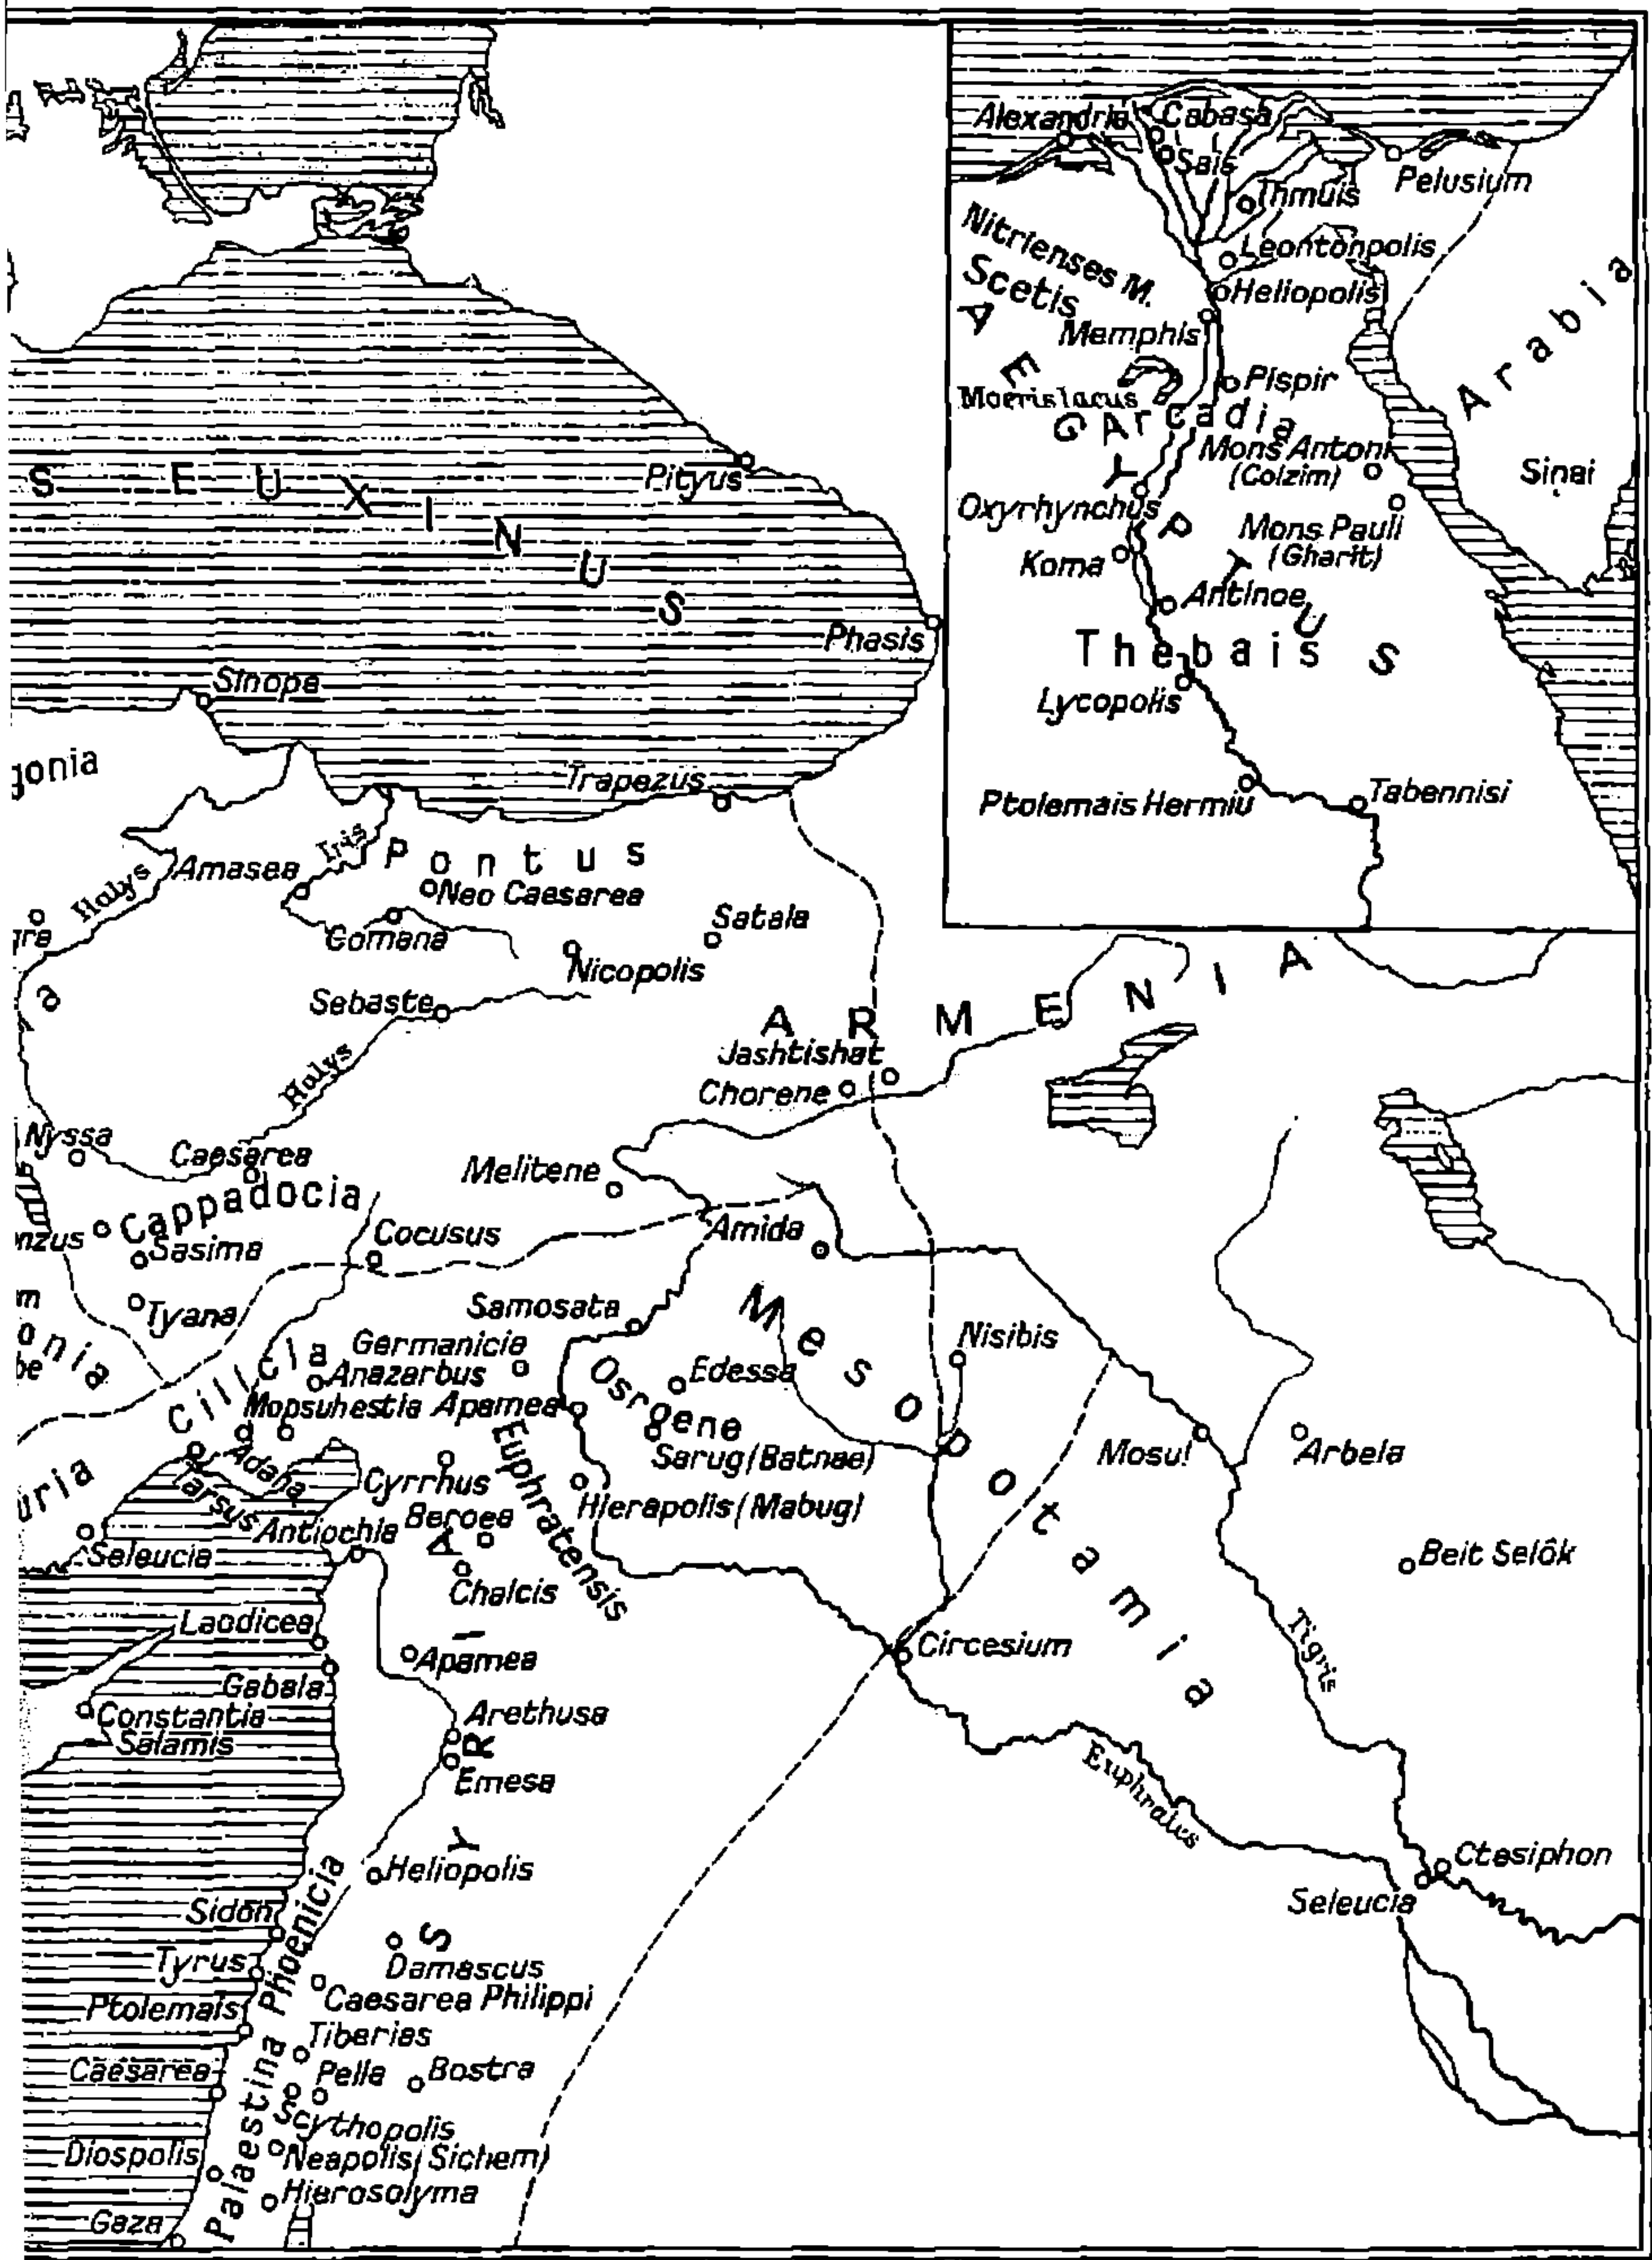 S EUXINUS
Pityus
Phasis
Sinope
Trapezus
gonia
Halys
Amasea
Iris
Pontus
Neo Caesarea
Comana
Satala
Nicopolis
gra
a
Sebaste
Halys
ARMENIA
Jashtishat
Chorene
Nyssa
Caesarea
Cappadocia
Melitene
nzus
Sasima
Cocusus
Amida
Tyana
m
onia
be
Samosata
Germanicia
Cilicia
Anazarbus
Mopsuhestia
Apamea
Osrgene
Edessa
Mesopotamia
Nisibis
Sarug (Batnae)
Mosul
Arbela
Adana
Tarsus
uria
Cyrrhus
Euphratensis
Hierapolis (Mabug)
Beroea
Antiochia
Seleucia
Chalcis
Beit Selôk
Laodicea
Apamea
Circesium
Tigris
Gabala
Constantia
Salamis
Arethusa
Emesa
SYRIA
Euphrates
Heliopolis
Ctesiphon
Seleucia
Sidon
Damascus
Tyrus
Phoenicia
Caesarea Philippi
Ptolemais
Tiberias
Caesarea
Pella
Bostra
Palaestina
Scythopolis
Diospolis
Neapolis (Sichem)
Hierosolyma
Gaza
Alexandria
Cabasa
Sais
Thmuis
Pelusium
Nitrienses M.
Scetis
Leontonpolis
Heliopolis
Arabia
Memphis
AEGYPTUS
Pispir
Moerislacus
Arcadia
Mons Antoni
(Colzim)
Sinai
Oxyrhynchus
Mons Pauli
(Gharit)
Koma
Antinoe
Thebais
Lycopolis
Ptolemais Hermiu
Tabennisi